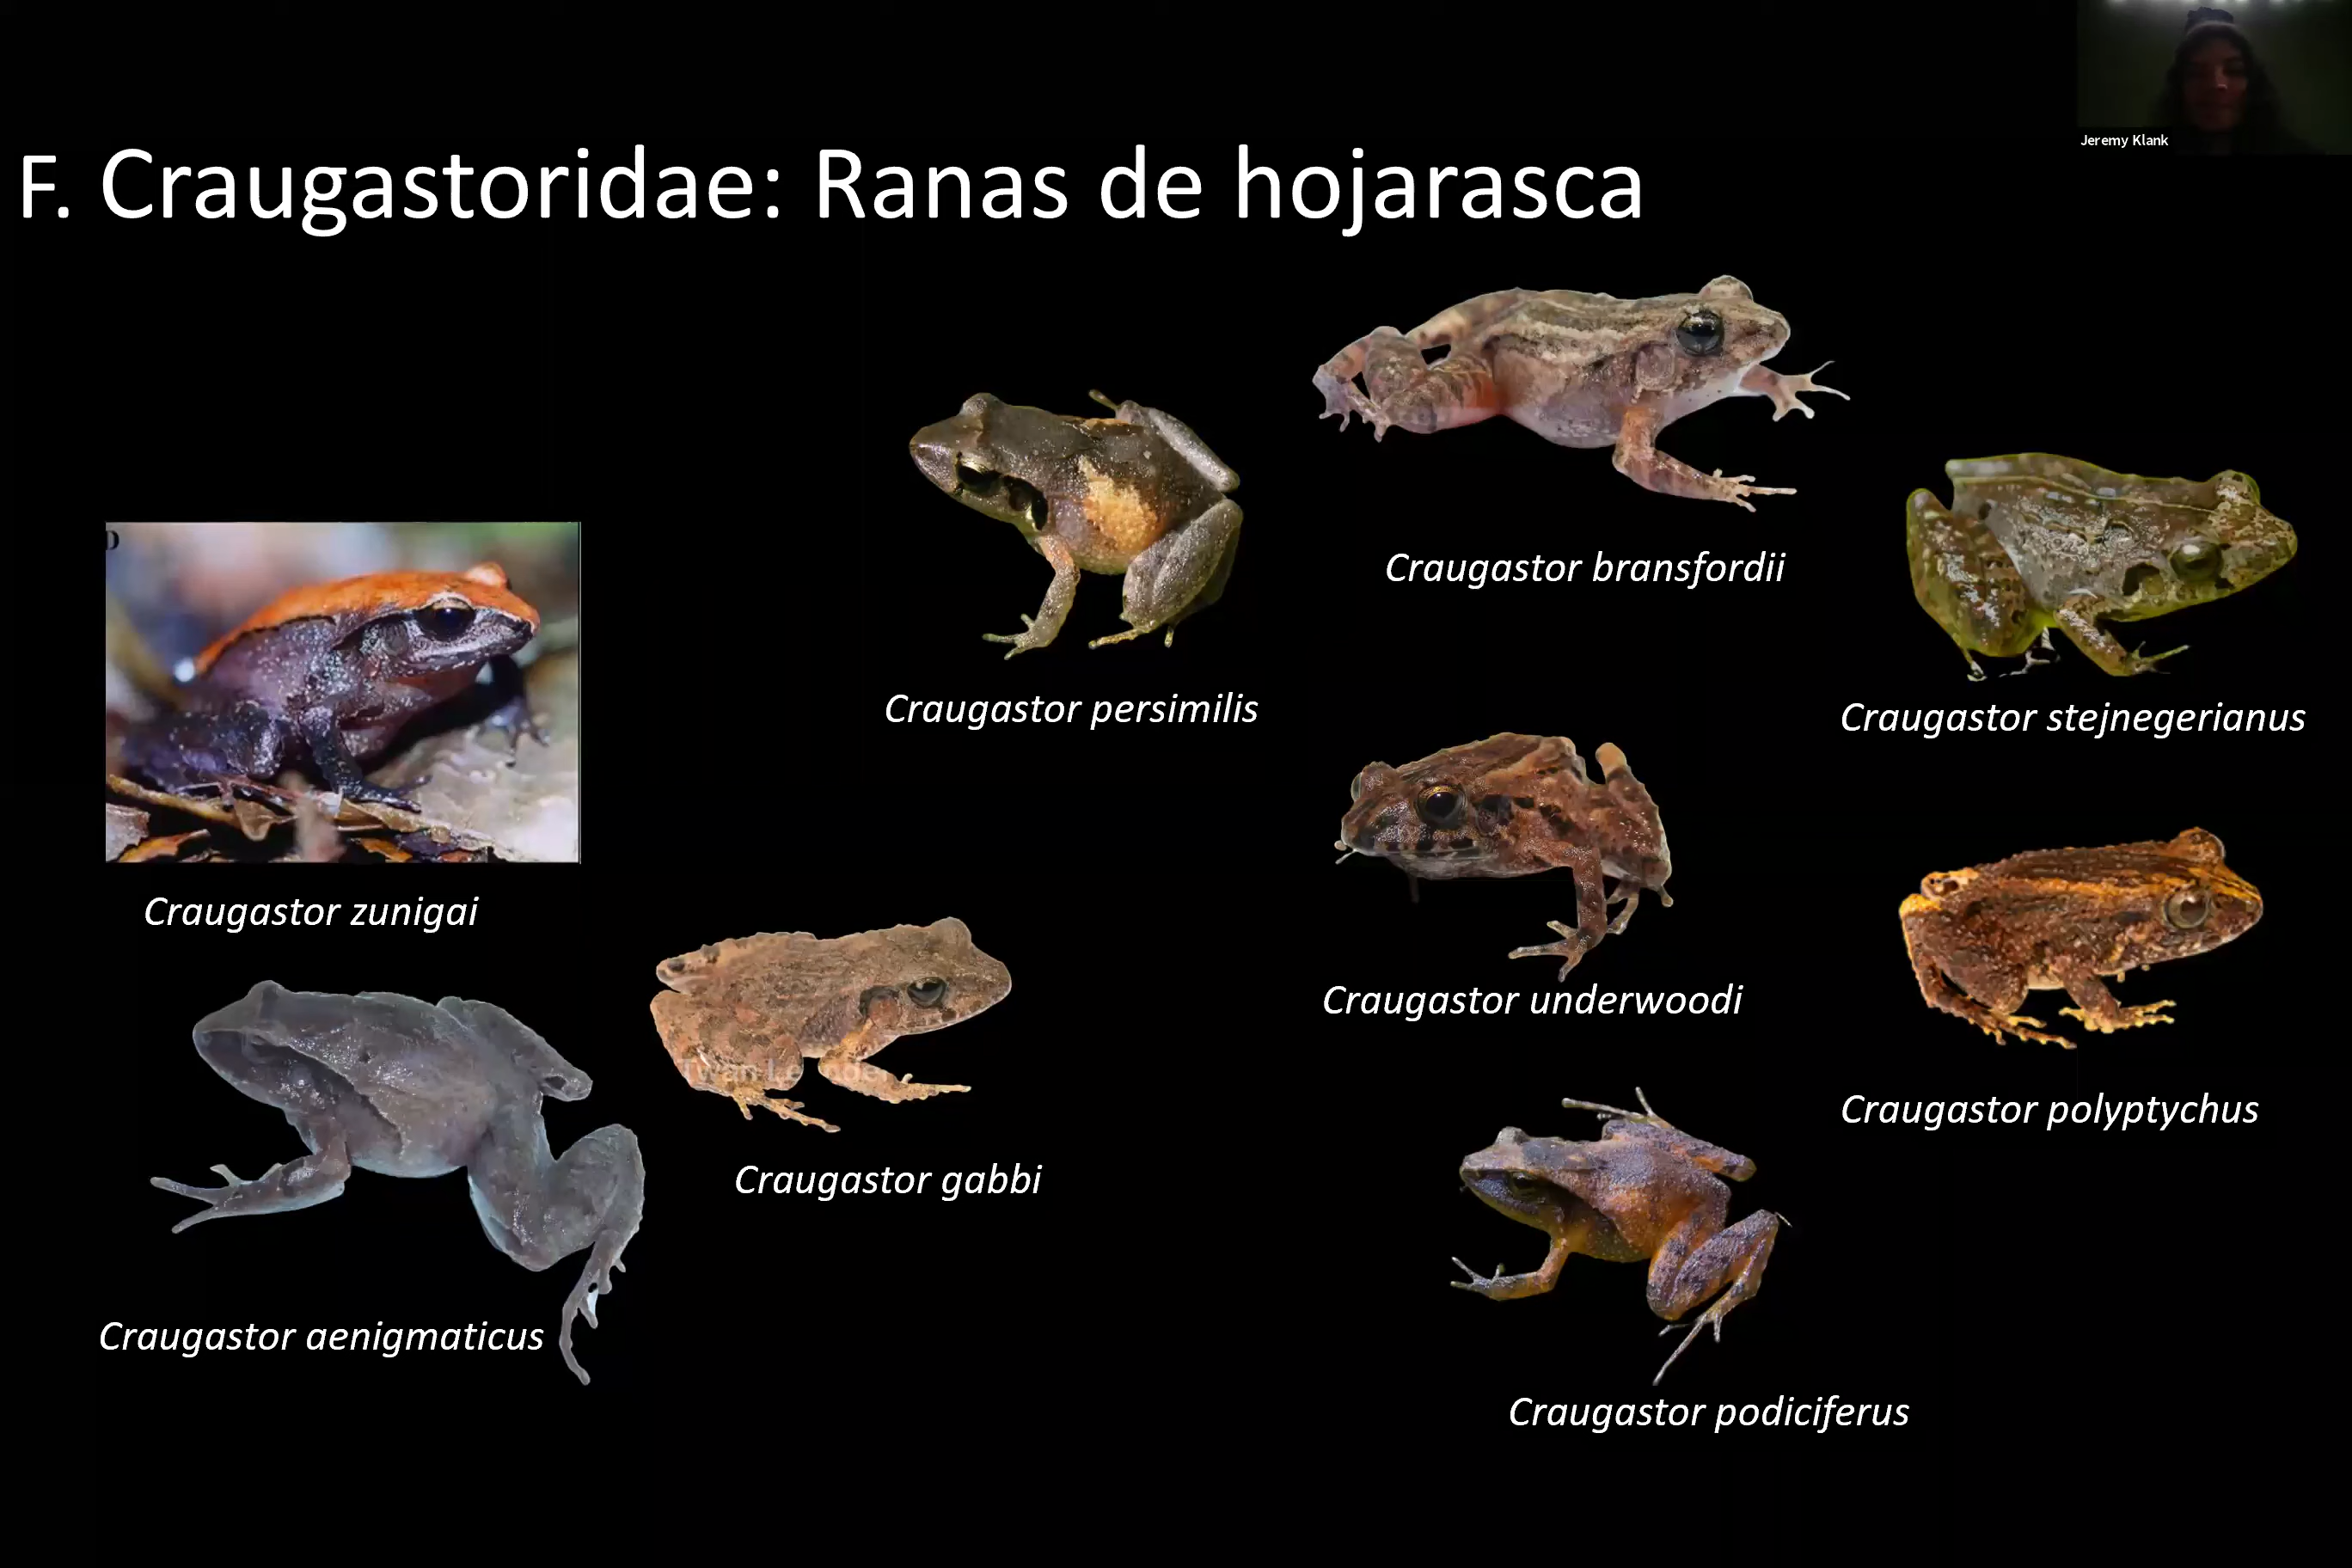 Jeremy Klank
F. Craugastoridae: Ranas de hojarasca
Craugastor bransfordii
Craugastor persimilis
Craugastor stejnegerianus
D
Craugastor zunigai
Craugastor underwoodi
Craugastor gabbi
Craugastor polyptychus
Craugastor aenigmaticus
Craugastor podiciferus